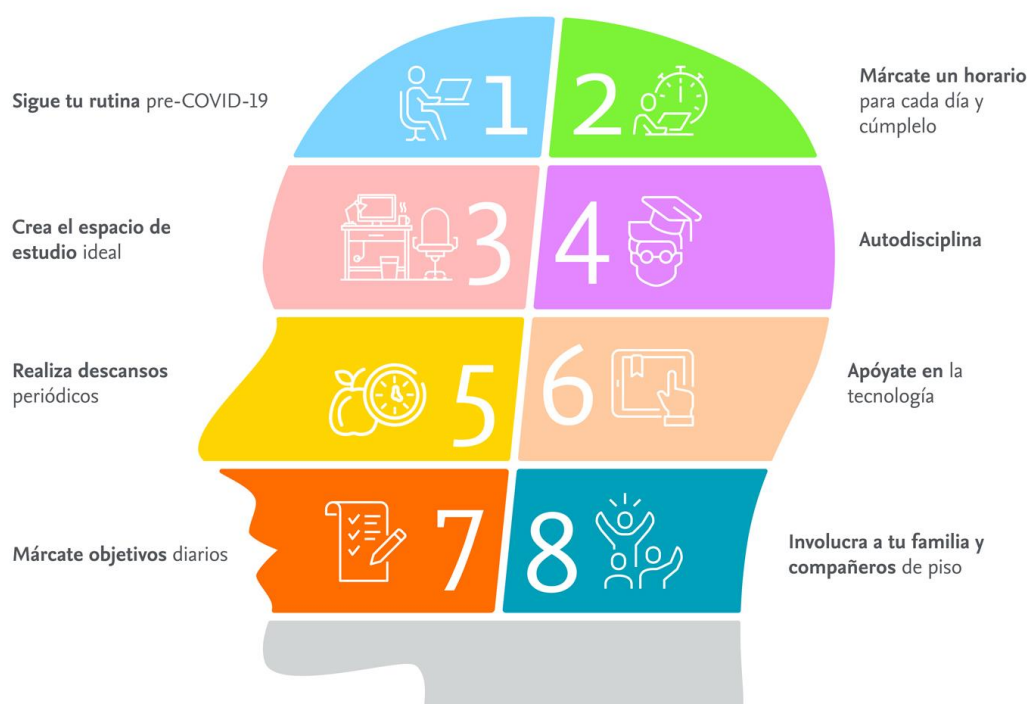 Sigue tu rutina pre-COVID-19
1
2
Márcate un horario
para cada día y
cúmplelo
Crea el espacio de
estudio ideal
3
4
Autodisciplina
Realiza descansos
periódicos
5
6
Apóyate en la
tecnología
Márcate objetivos diarios
7
8
Involucra a tu familia y
compañeros de piso